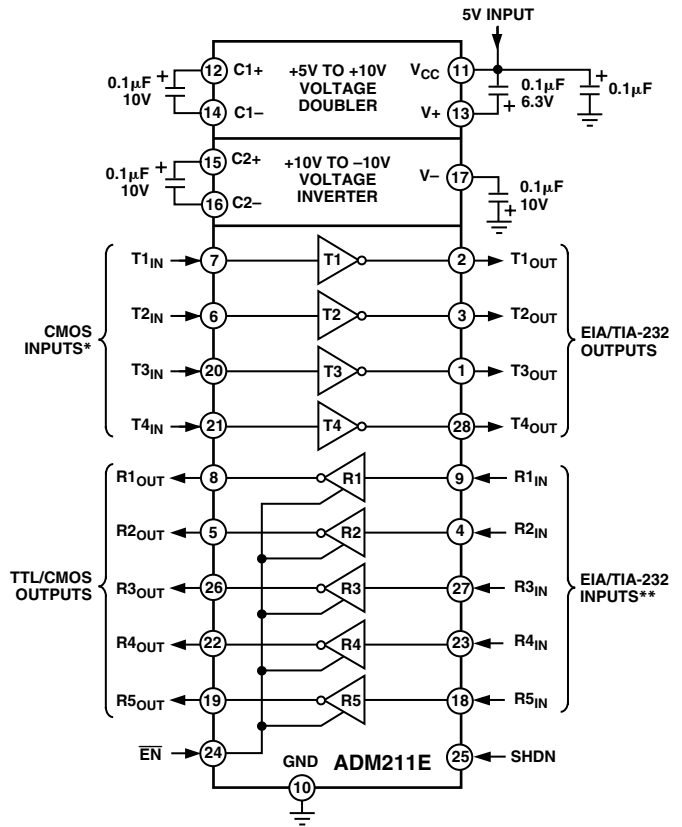 5V INPUT
0.1µF
10V
+
12
C1+
14
C1–
+5V TO +10V
VOLTAGE
DOUBLER
VCC
11
V+
13
0.1µF
6.3V
+
+
0.1µF
0.1µF
10V
+
15
C2+
16
C2–
+10V TO –10V
VOLTAGE
INVERTER
V–
17
0.1µF
10V
+
CMOS
INPUTS*
T1IN
7
T1
2
T1OUT
T2IN
6
T2
3
T2OUT
T3IN
20
T3
1
T3OUT
T4IN
21
T4
28
T4OUT
EIA/TIA-232
OUTPUTS
TTL/CMOS
OUTPUTS
R1OUT
8
R1
9
R1IN
R2OUT
5
R2
4
R2IN
R3OUT
26
R3
27
R3IN
R4OUT
22
R4
23
R4IN
R5OUT
19
R5
18
R5IN
EIA/TIA-232
INPUTS**
EN
24
GND
10
ADM211E
25
SHDN